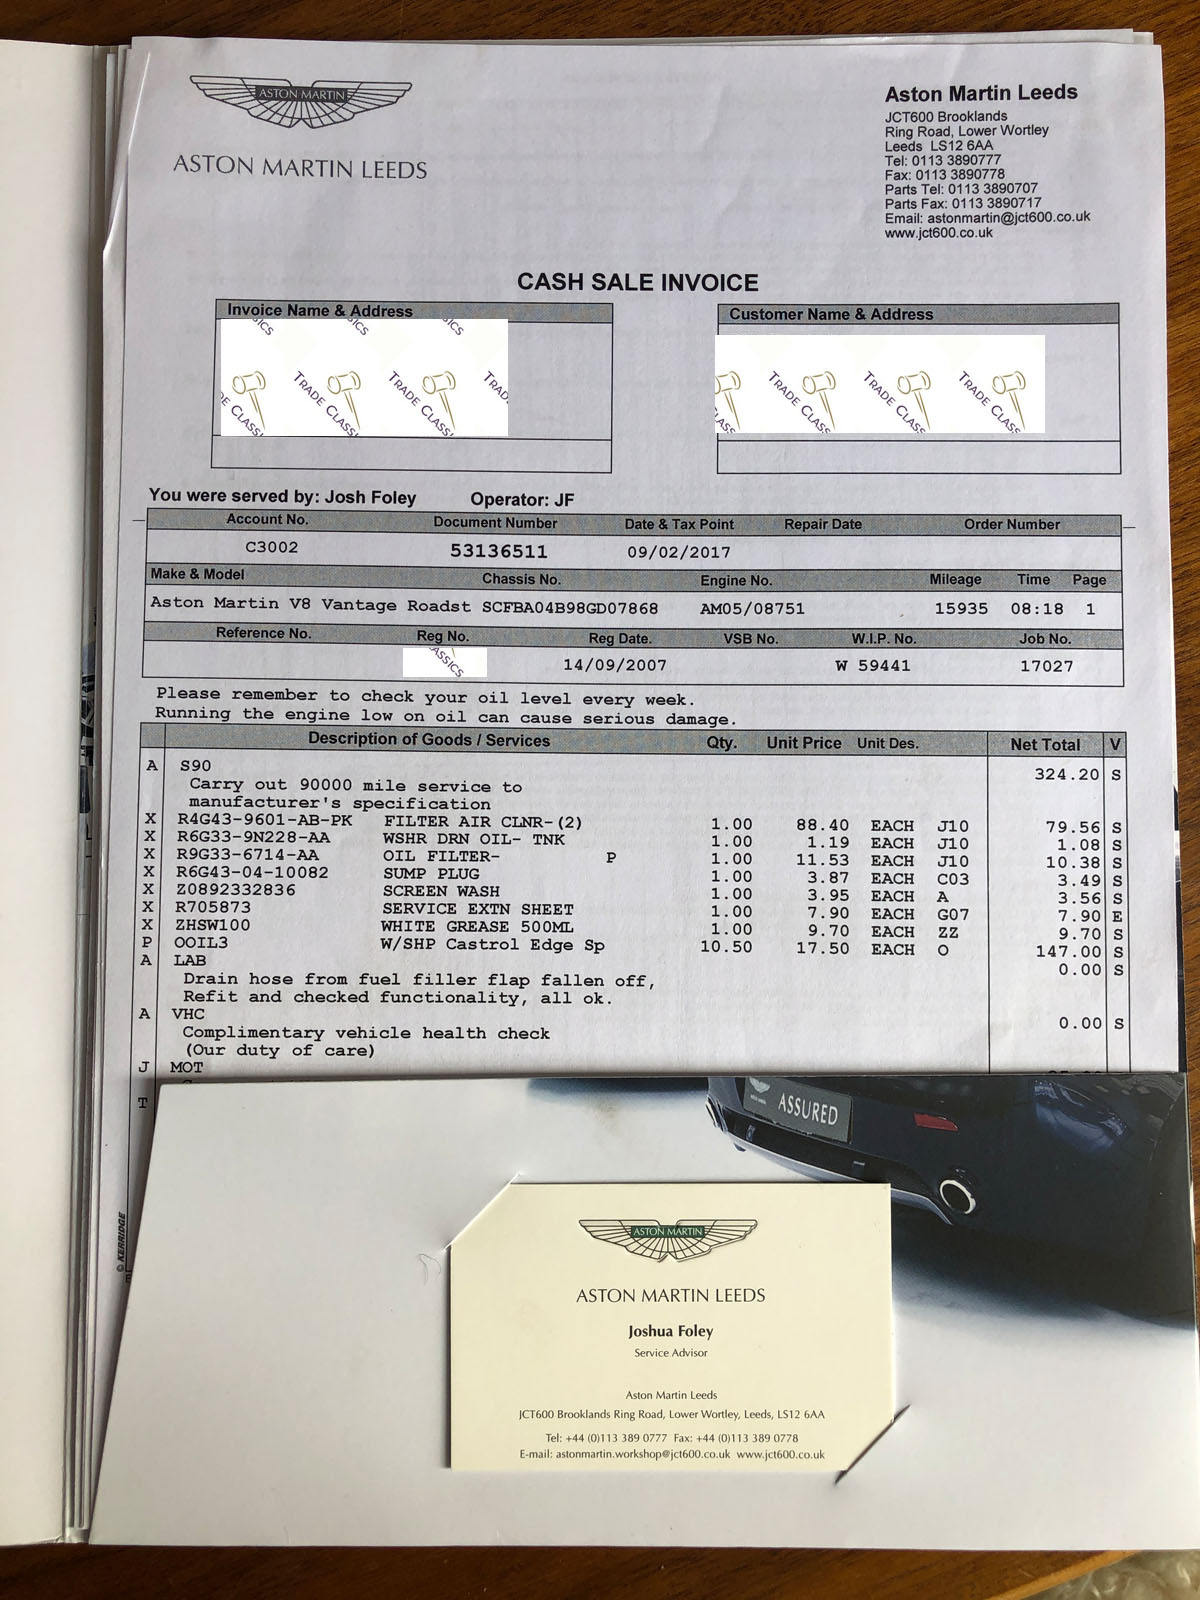 ASTON MARTIN
ASTON MARTIN LEEDS
Aston Martin Leeds
JCT600 Brooklands
Ring Road, Lower Wortley
Leeds LS12 6AA
Tel: 0113 3890777
Fax: 0113 3890778
Parts Tel: 0113 3890707
Parts Fax: 0113 3890717
Email: astonmartin@jct600.co.uk
www.jct600.co.uk
CASH SALE INVOICE
Invoice Name & Address
Customer Name & Address
TRADE CLASSICS
You were served by: Josh Foley Operator: JF
Account No. Document Number Date & Tax Point Repair Date Order Number
C3002 53136511 09/02/2017
Make & Model Chassis No. Engine No. Mileage Time Page
Aston Martin V8 Vantage Roadst SCFBA04B98GD07868 AM05/08751 15935 08:18 1
Reference No. Reg No. Reg Date. VSB No. W.I.P. No. Job No.
14/09/2007 W 59441 17027
Please remember to check your oil level every week.
Running the engine low on oil can cause serious damage.
Description of Goods / Services Qty. Unit Price Unit Des. Net Total V
A S90 324.20 S
Carry out 90000 mile service to
manufacturer's specification
X R4G43-9601-AB-PK FILTER AIR CLNR-(2) 1.00 88.40 EACH J10 79.56 S
X R6G33-9N228-AA WSHR DRN OIL- TNK 1.00 1.19 EACH J10 1.08 S
X R9G33-6714-AA OIL FILTER- P 1.00 11.53 EACH J10 10.38 S
X R6G43-04-10082 SUMP PLUG 1.00 3.87 EACH C03 3.49 S
X Z0892332836 SCREEN WASH 1.00 3.95 EACH A 3.56 S
X R705873 SERVICE EXTN SHEET 1.00 7.90 EACH G07 7.90 E
X ZHSW100 WHITE GREASE 500ML 1.00 9.70 EACH ZZ 9.70 S
P OOIL3 W/SHP Castrol Edge Sp 10.50 17.50 EACH O 147.00 S
A LAB 0.00 S
Drain hose from fuel filler flap fallen off,
Refit and checked functionality, all ok.
A VHC 0.00 S
Complimentary vehicle health check
(Our duty of care)
J MOT
T
© KERRIDGE
ASSURED
ASTON MARTIN
ASTON MARTIN LEEDS
Joshua Foley
Service Advisor
Aston Martin Leeds
JCT600 Brooklands Ring Road, Lower Wortley, Leeds, LS12 6AA
Tel: +44 (0)113 389 0777 Fax: +44 (0)113 389 0778
E-mail: astonmartin.workshop@jct600.co.uk www.jct600.co.uk